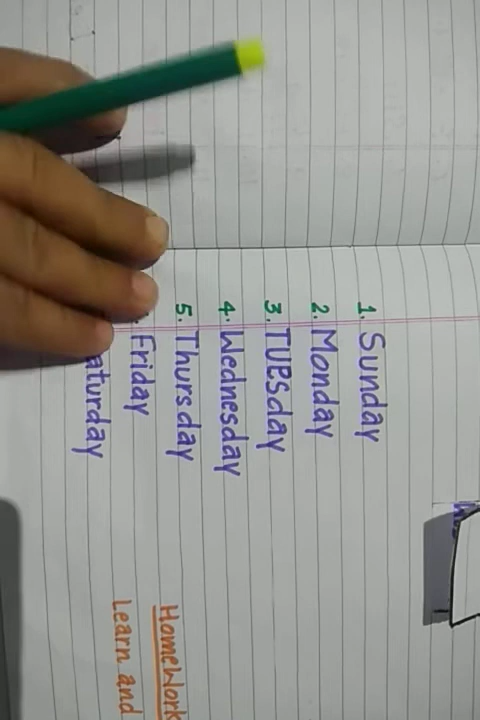 1. Sunday
2. Monday
3. TUESday
4. Wednesday
5. Thursday
Friday
aturday
HomeWork
Learn and